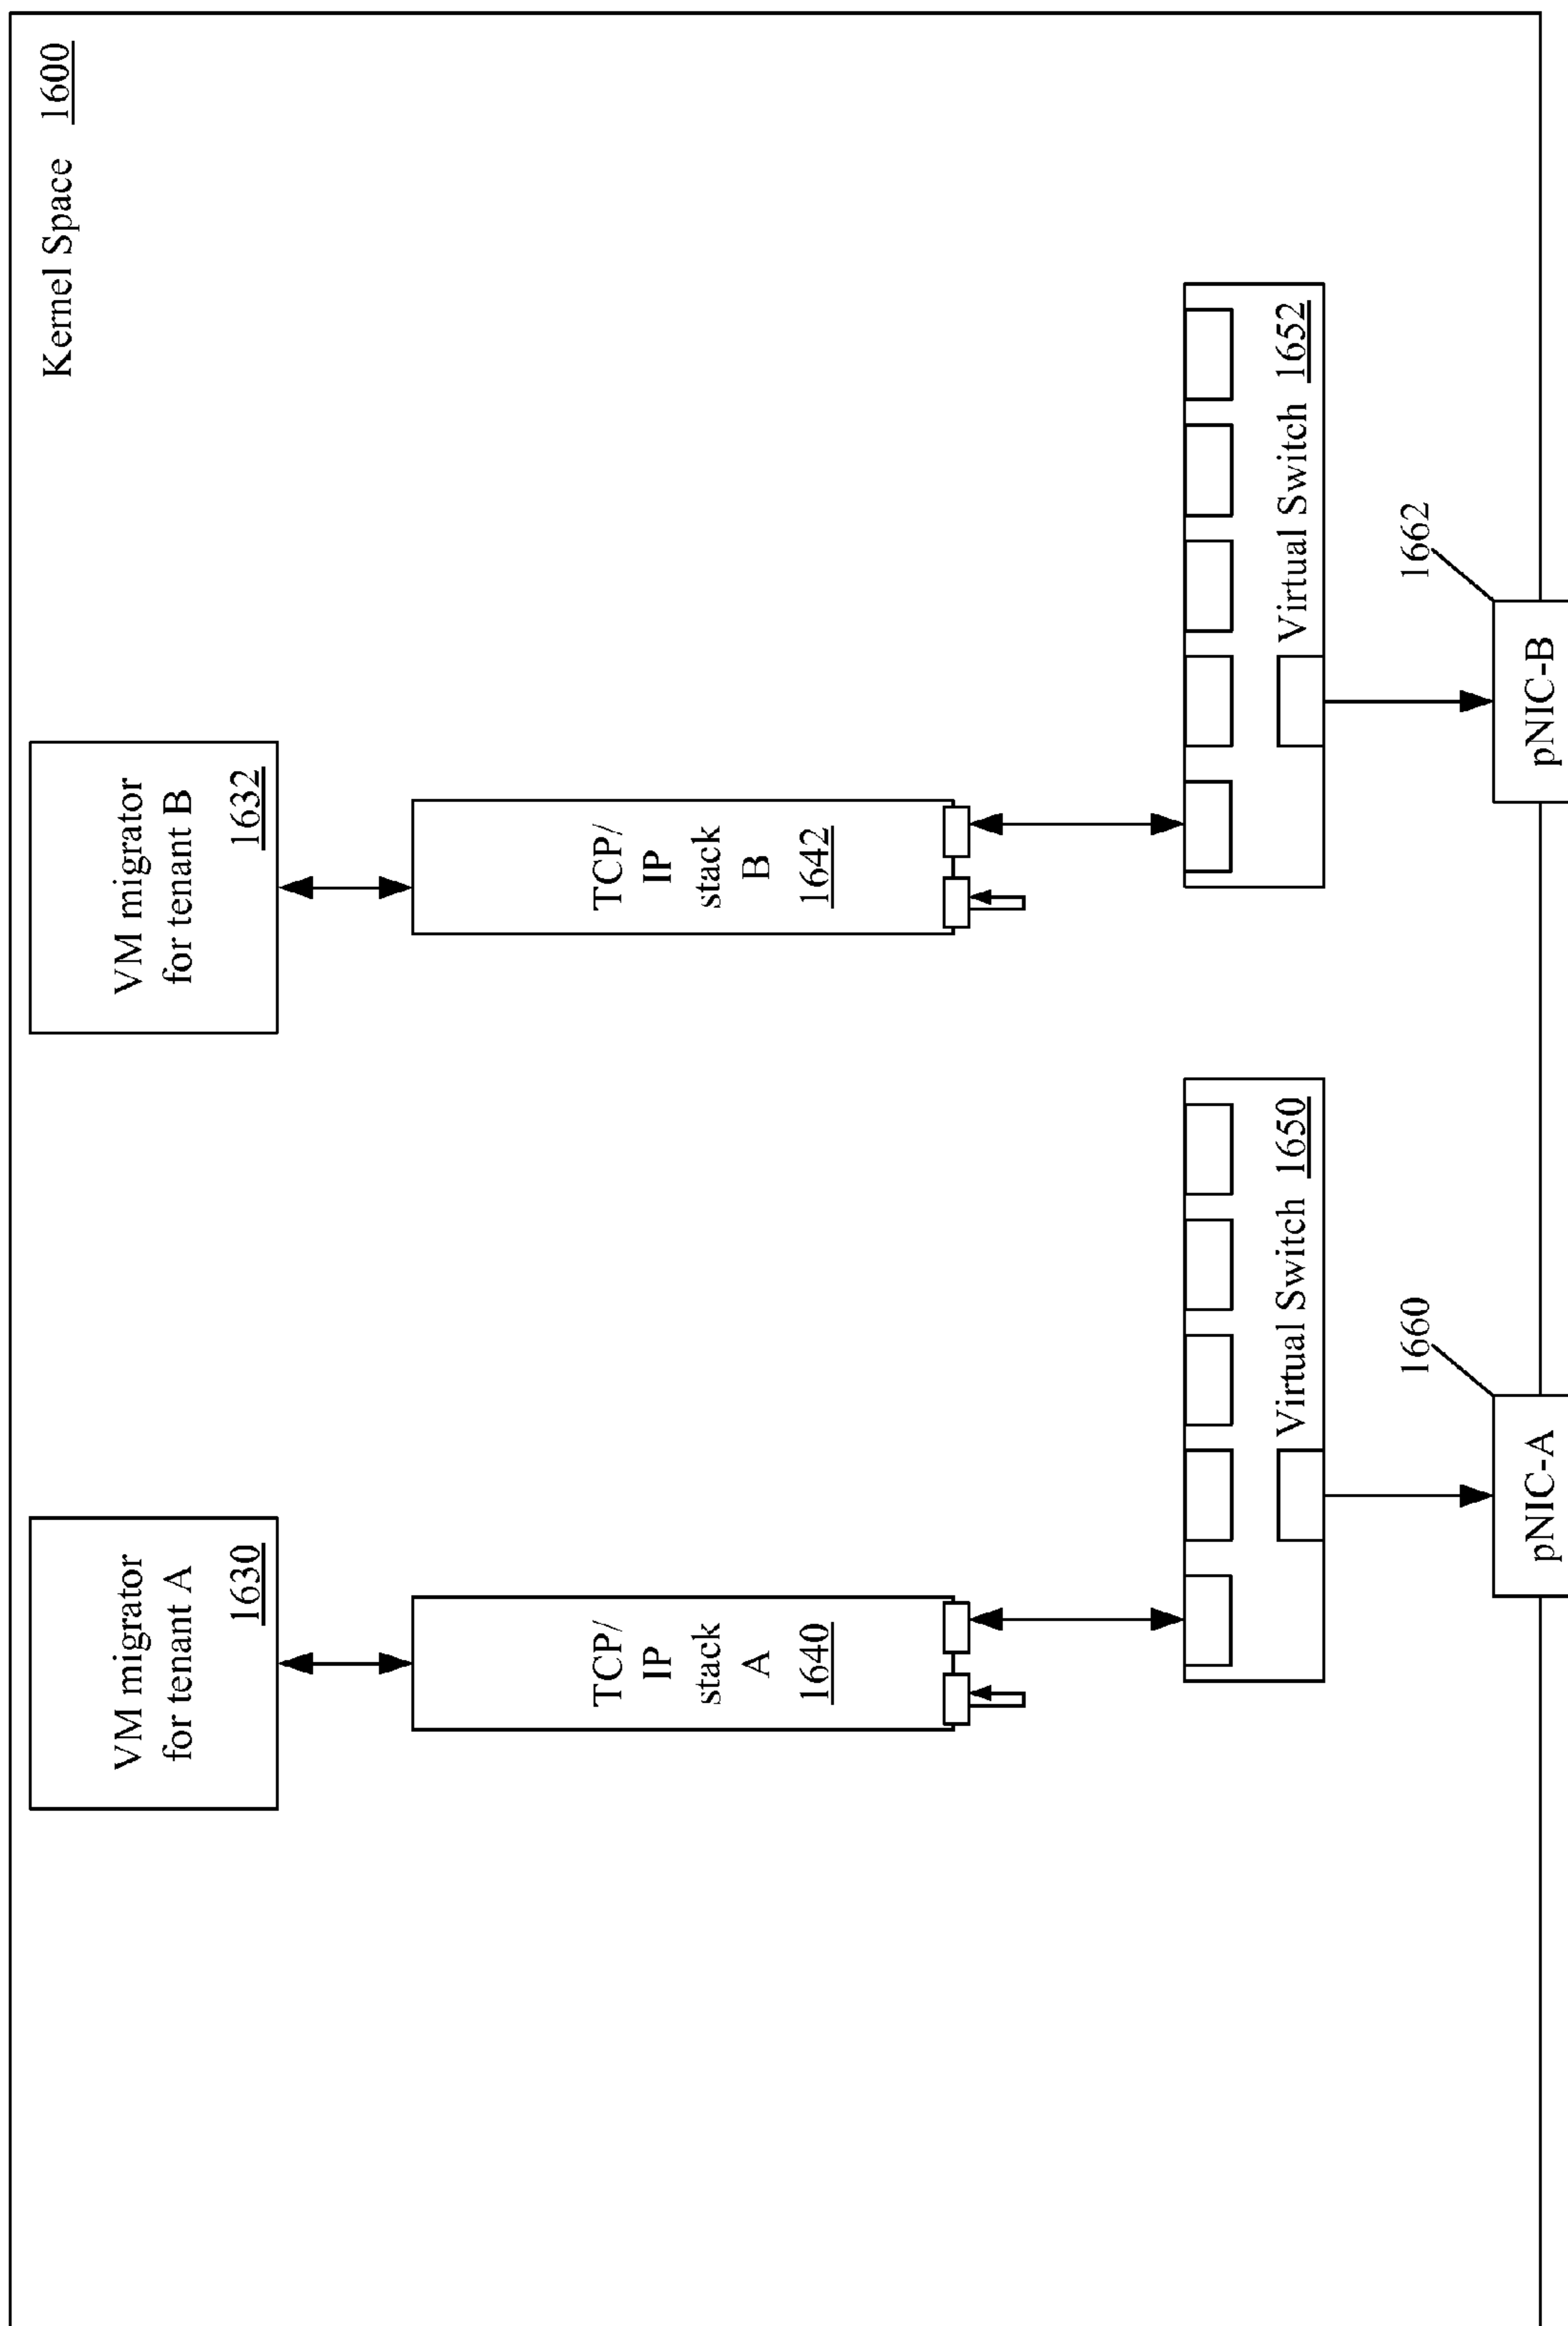 Kernel Space 1600
VM migrator
for tenant A
1630
VM migrator
for tenant B
1632
TCP/
IP
stack
A
1640
TCP/
IP
stack
B
1642
Virtual Switch 1650
Virtual Switch 1652
1660
pNIC-A
1662
pNIC-B